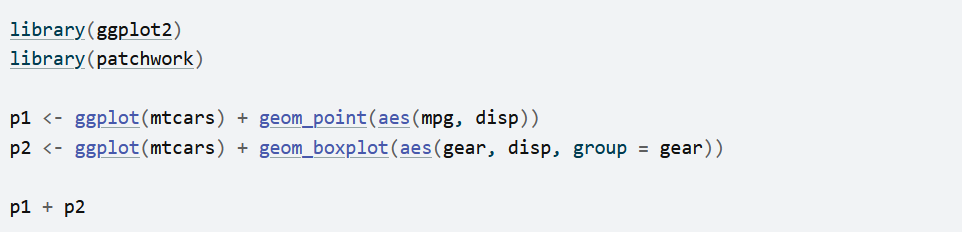 library(ggplot2)
library(patchwork)
p1 <- ggplot(mtcars) + geom_point(aes(mpg, disp))
p2 <- ggplot(mtcars) + geom_boxplot(aes(gear, disp, group = gear))
p1 + p2